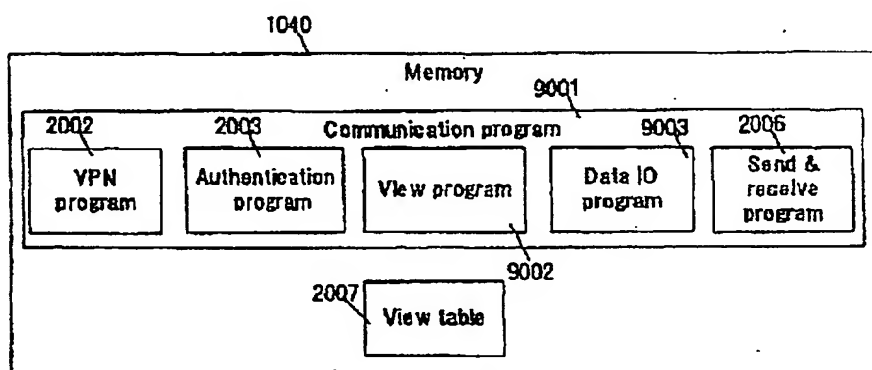 1040
Memory
9001
2002
2003
Communication program
9003
2006
VPN
program
Authentication
program
View program
Data IO
program
Send &
receive
program
9002
2007
View table